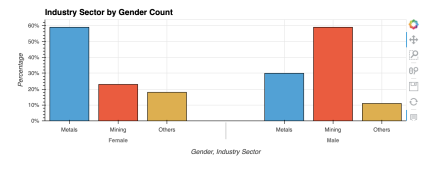 Industry Sector by Gender Count
60%
50%
40%
30%
20%
10%
0%
Percentage
Metals Mining Others Metals Mining Others
Female Male
Gender, Industry Sector